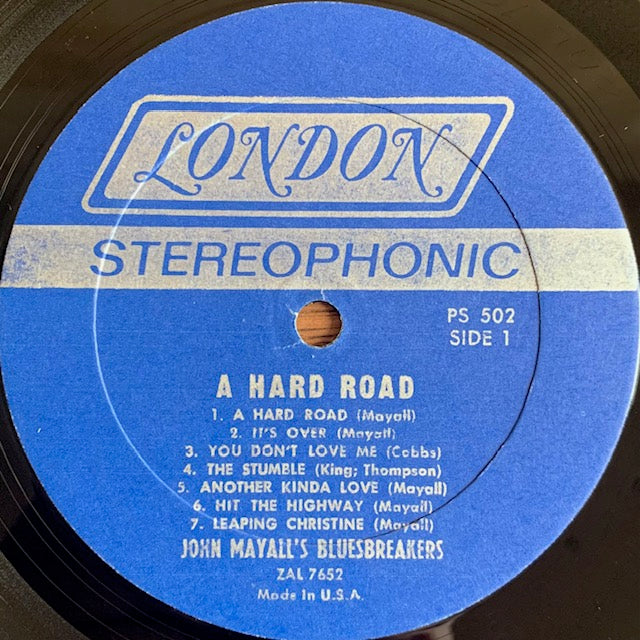 LONDON
STEREOPHONIC
PS 502
SIDE 1
A HARD ROAD
1. A HARD ROAD (Mayall)
2. IT'S OVER (Mayall)
3. YOU DON'T LOVE ME (Cobbs)
4. THE STUMBLE (King; Thompson)
5. ANOTHER KINDA LOVE (Mayall)
6. HIT THE HIGHWAY (Mayall)
7. LEAPING CHRISTINE (Mayall)
JOHN MAYALL'S BLUESBREAKERS
ZAL 7652
Made In U.S.A.